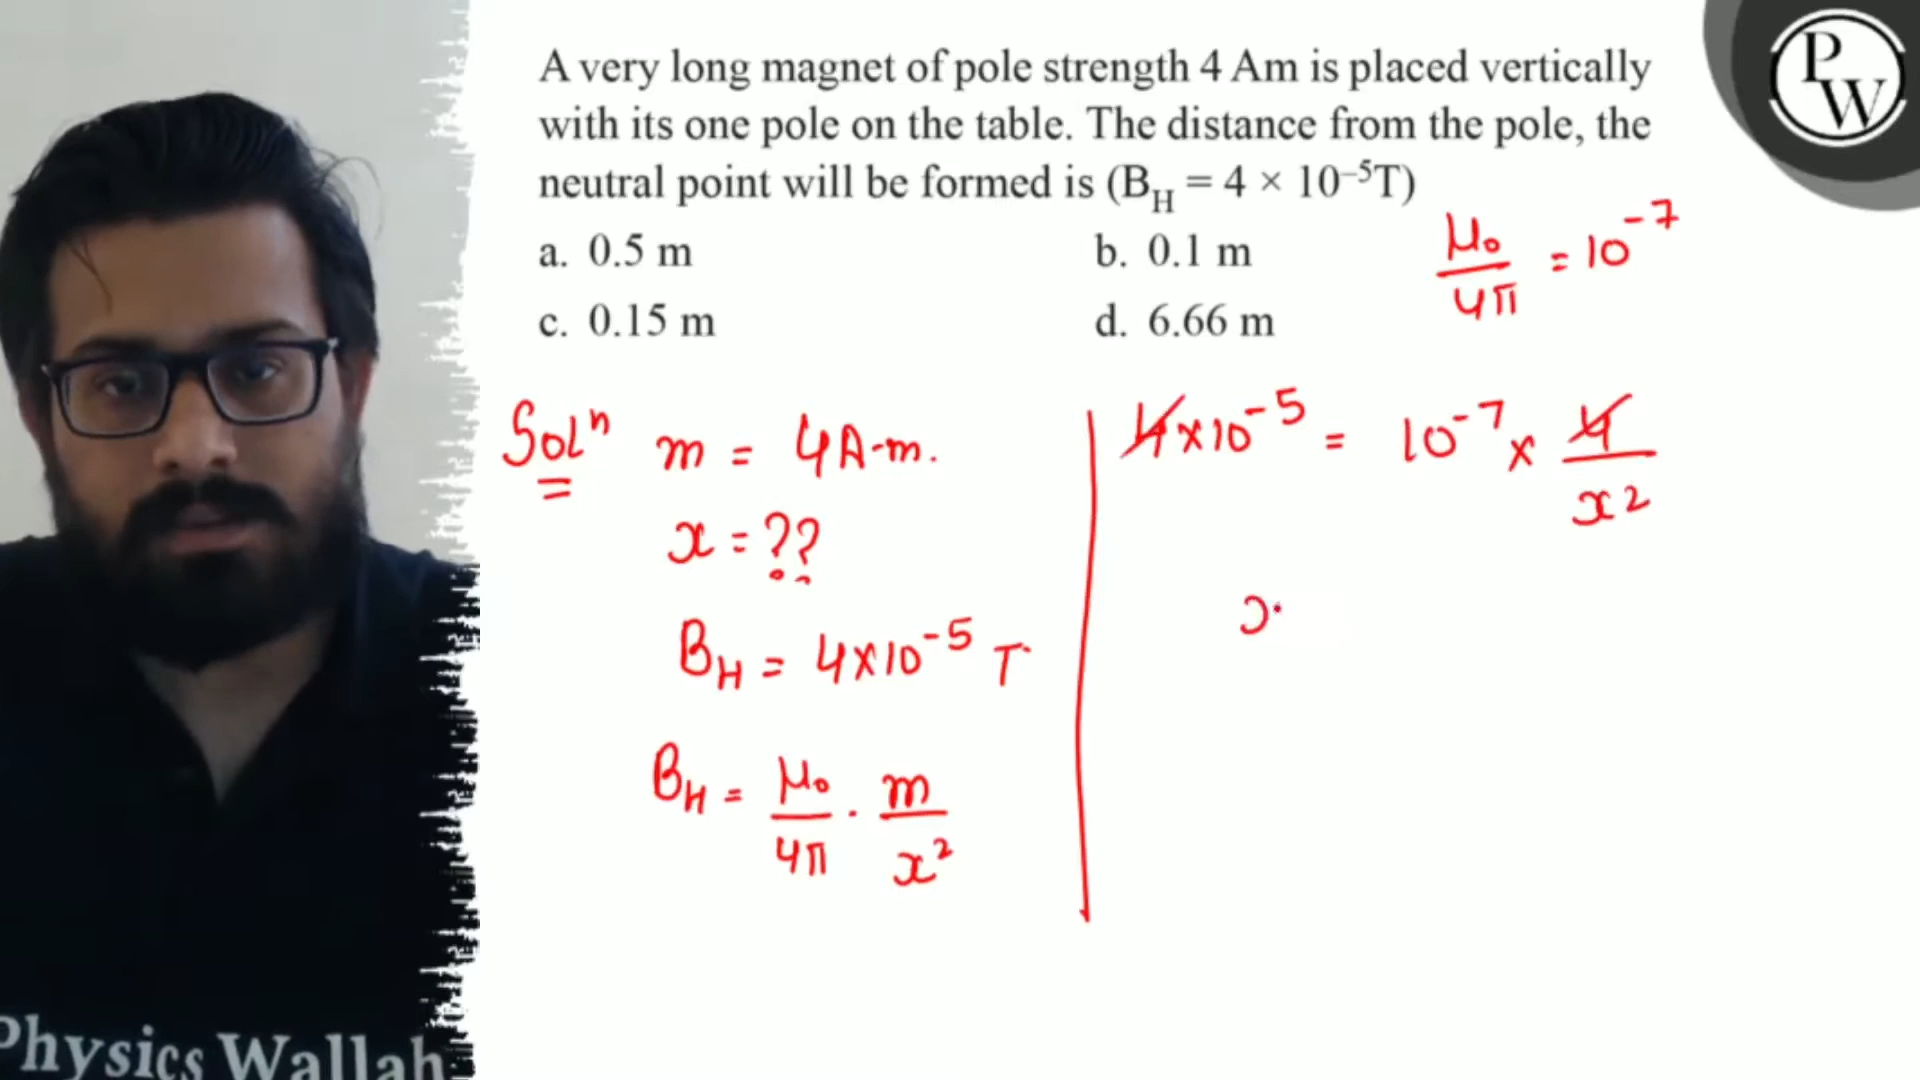 PW
A very long magnet of pole strength 4 Am is placed vertically
with its one pole on the table. The distance from the pole, the
neutral point will be formed is (B_H = 4 × 10⁻⁵T)
a. 0.5 m
b. 0.1 m
c. 0.15 m
d. 6.66 m
μ₀/4π = 10⁻⁷
Solⁿ
m = 4A-m.
x = ??
B_H = 4×10⁻⁵ T
B_H = μ₀/4π · m/x²
4×10⁻⁵ = 10⁻⁷ × 4/x²
Physics Wallah